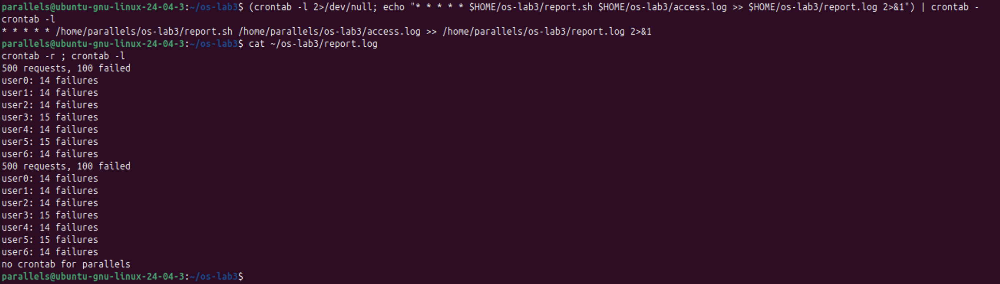 parallels@ubuntu-gnu-linux-24-04-3:~/os-lab3$ (crontab -l 2>/dev/null; echo "* * * * * $HOME/os-lab3/report.sh $HOME/os-lab3/access.log >> $HOME/os-lab3/report.log 2>&1") | crontab -
crontab -l
* * * * * /home/parallels/os-lab3/report.sh /home/parallels/os-lab3/access.log >> /home/parallels/os-lab3/report.log 2>&1
parallels@ubuntu-gnu-linux-24-04-3:~/os-lab3$ cat ~/os-lab3/report.log
crontab -r ; crontab -l
500 requests, 100 failed
user0: 14 failures
user1: 14 failures
user2: 14 failures
user3: 15 failures
user4: 14 failures
user5: 15 failures
user6: 14 failures
500 requests, 100 failed
user0: 14 failures
user1: 14 failures
user2: 14 failures
user3: 15 failures
user4: 14 failures
user5: 15 failures
user6: 14 failures
no crontab for parallels
parallels@ubuntu-gnu-linux-24-04-3:~/os-lab3$